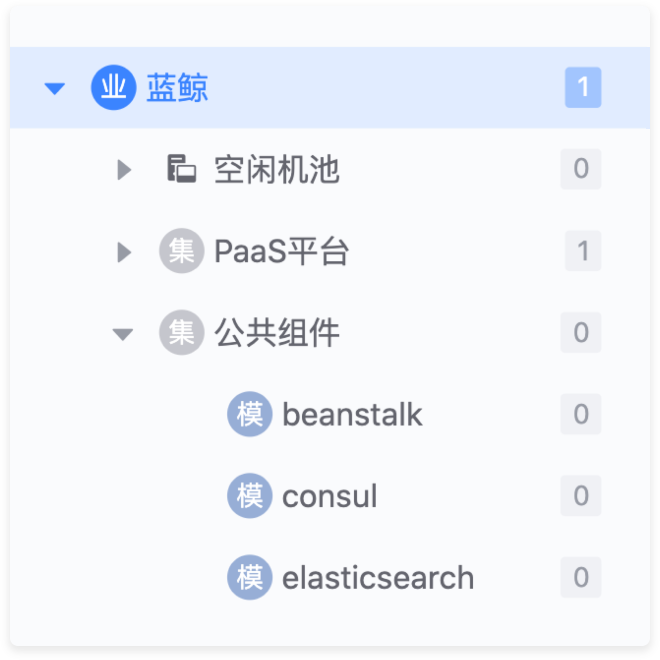 业 蓝鲸 1
空闲机池 0
集 PaaS平台 1
集 公共组件 0
模 beanstalk 0
模 consul 0
模 elasticsearch 0